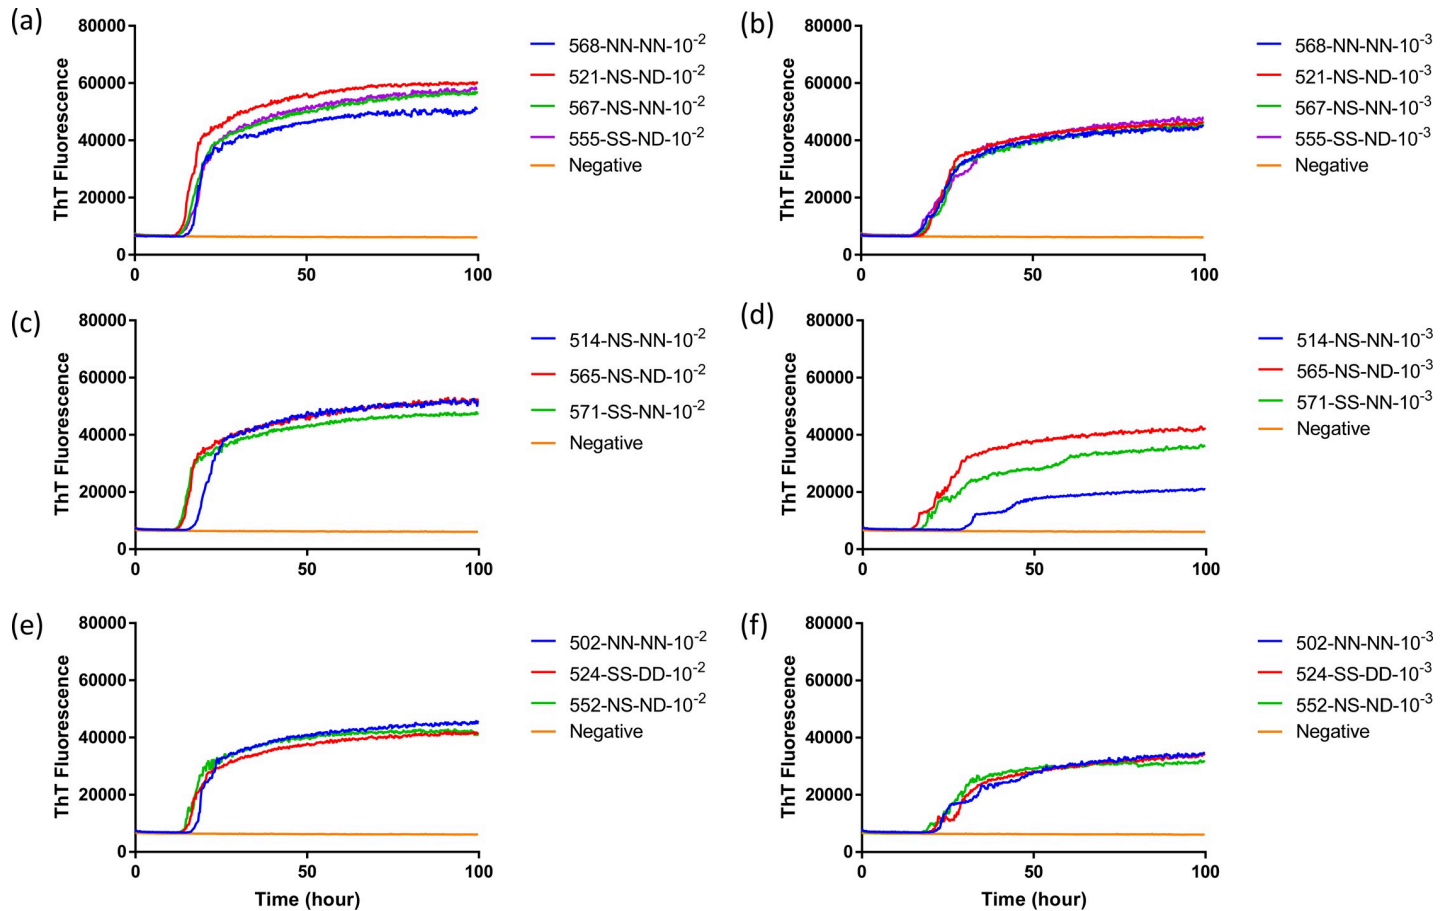 (a)
ThT Fluorescence
80000
60000
40000
20000
0
0 50 100
568-NN-NN-10⁻²
521-NS-ND-10⁻²
567-NS-NN-10⁻²
555-SS-ND-10⁻²
Negative
(b)
ThT Fluorescence
80000
60000
40000
20000
0
0 50 100
568-NN-NN-10⁻³
521-NS-ND-10⁻³
567-NS-NN-10⁻³
555-SS-ND-10⁻³
Negative
(c)
ThT Fluorescence
80000
60000
40000
20000
0
0 50 100
514-NS-NN-10⁻²
565-NS-ND-10⁻²
571-SS-NN-10⁻²
Negative
(d)
ThT Fluorescence
80000
60000
40000
20000
0
0 50 100
514-NS-NN-10⁻³
565-NS-ND-10⁻³
571-SS-NN-10⁻³
Negative
(e)
ThT Fluorescence
80000
60000
40000
20000
0
0 50 100
Time (hour)
502-NN-NN-10⁻²
524-SS-DD-10⁻²
552-NS-ND-10⁻²
Negative
(f)
ThT Fluorescence
80000
60000
40000
20000
0
0 50 100
Time (hour)
502-NN-NN-10⁻³
524-SS-DD-10⁻³
552-NS-ND-10⁻³
Negative